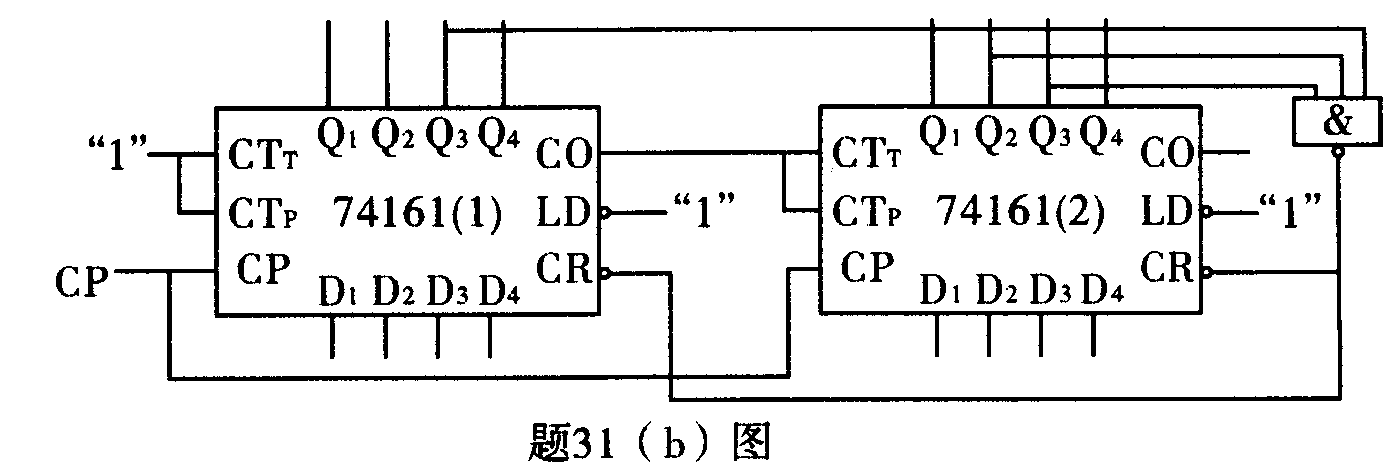 Q1 Q2 Q3 Q4 Q1 Q2 Q3 Q4 &
“1” CTT CO CTT CO
CTP 74161(1) LD “1” CTP 74161(2) LD “1”
CP CP CR CP CR
D1 D2 D3 D4 D1 D2 D3 D4
题31（b）图